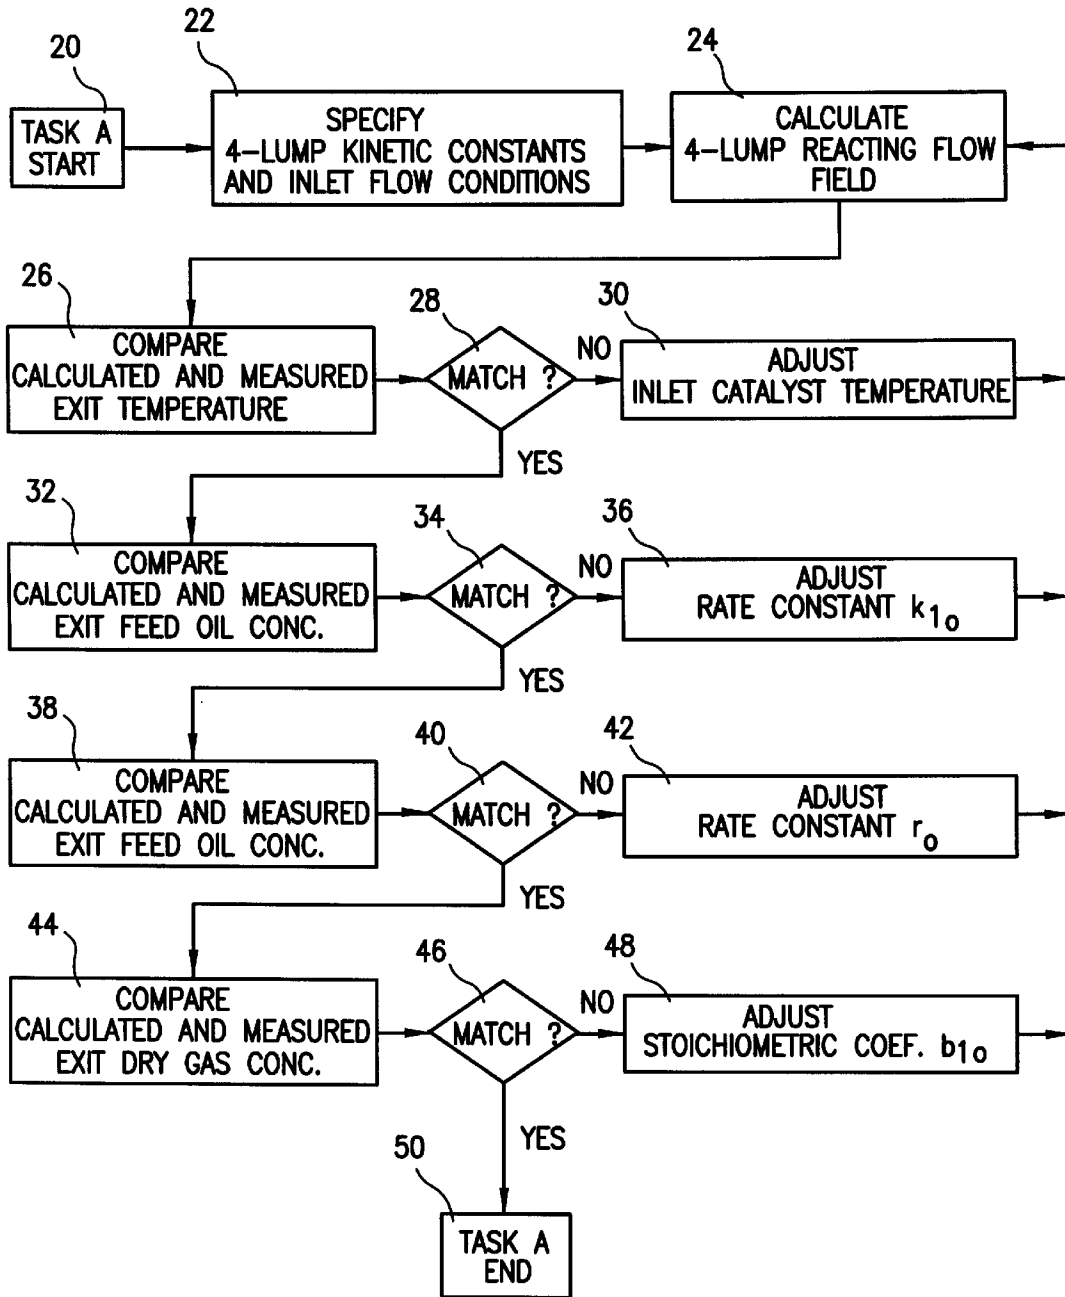 20
TASK A
START
22
SPECIFY
4-LUMP KINETIC CONSTANTS
AND INLET FLOW CONDITIONS
24
CALCULATE
4-LUMP REACTING FLOW
FIELD
26
COMPARE
CALCULATED AND MEASURED
EXIT TEMPERATURE
28
MATCH ?
NO
YES
30
ADJUST
INLET CATALYST TEMPERATURE
32
COMPARE
CALCULATED AND MEASURED
EXIT FEED OIL CONC.
34
MATCH ?
NO
YES
36
ADJUST
RATE CONSTANT k1o
38
COMPARE
CALCULATED AND MEASURED
EXIT FEED OIL CONC.
40
MATCH ?
NO
YES
42
ADJUST
RATE CONSTANT ro
44
COMPARE
CALCULATED AND MEASURED
EXIT DRY GAS CONC.
46
MATCH ?
NO
YES
48
ADJUST
STOICHIOMETRIC COEF. b1o
50
TASK A
END